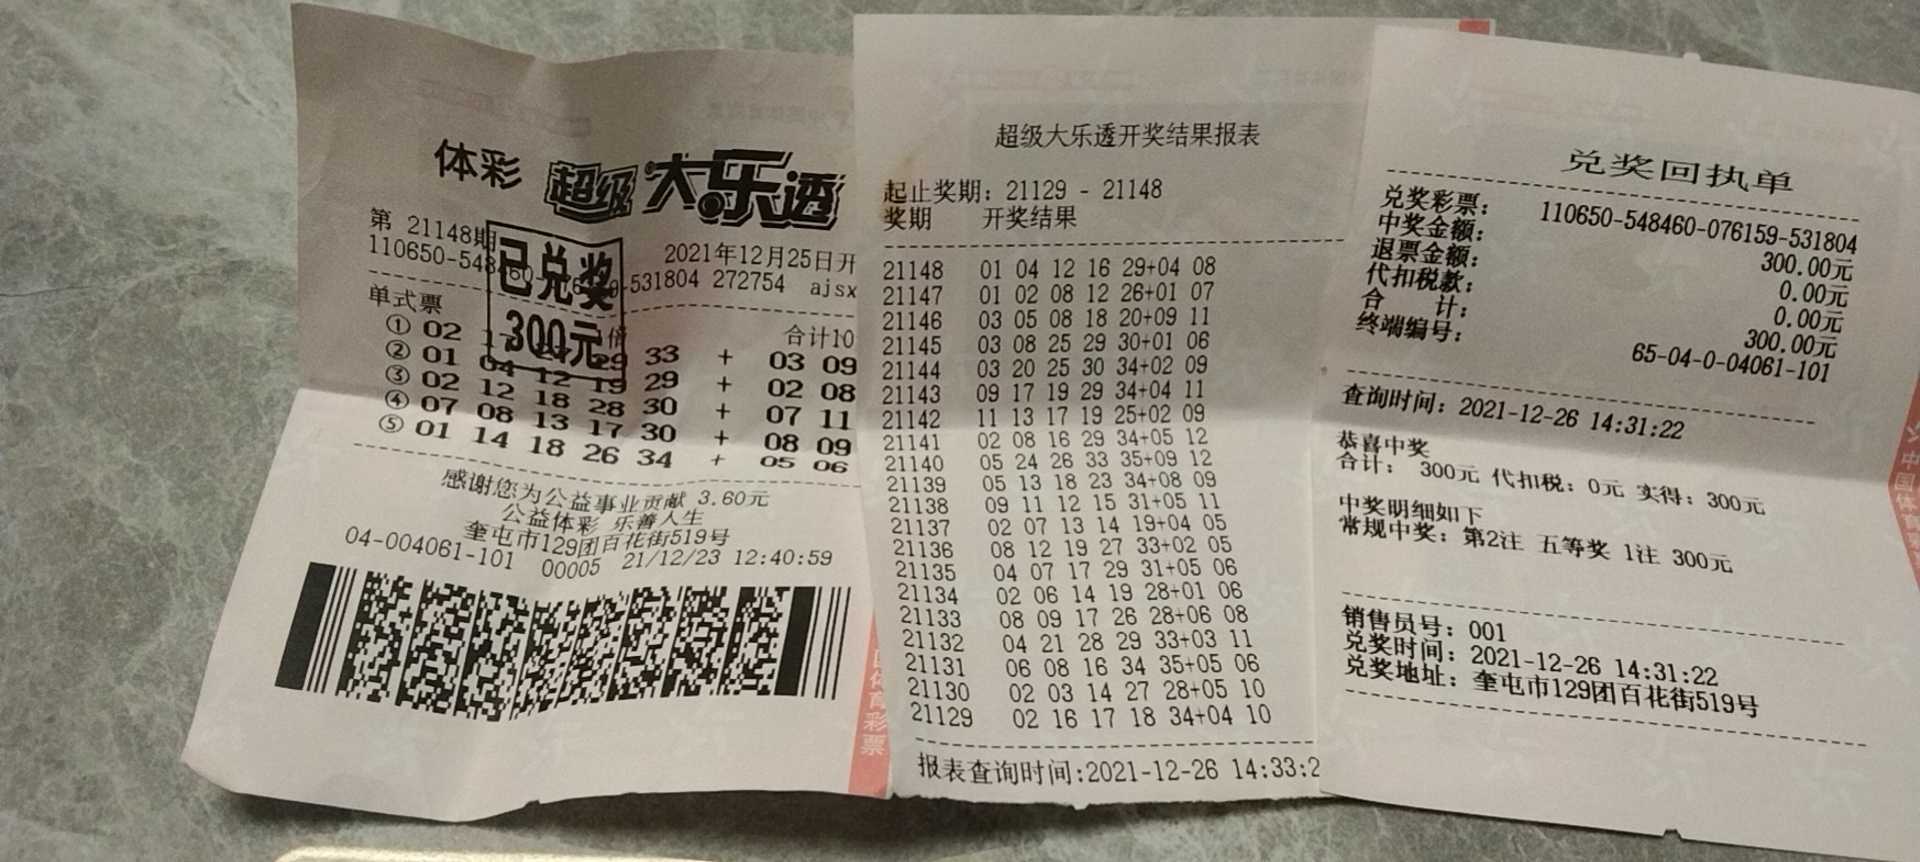 体彩 超级大乐透
第 21148期
2021年12月25日开
110650-548460-076159-531804 272754 ajsx
已兑奖
300元
单式票
倍
合计10
① 02 29 33 + 03 09
② 01 04 12 19 29 + 02 08
③ 02 12 18 28 30 + 07 11
④ 07 08 13 17 30 + 08 09
⑤ 01 14 18 26 34 + 05 06
感谢您为公益事业贡献 3.60元
公益体彩 乐善人生
奎屯市129团百花街519号
04-004061-101 00005 21/12/23 12:40:59
国体育彩票
超级大乐透开奖结果报表
起止奖期: 21129 - 21148
奖期 开奖结果
21148 01 04 12 16 29+04 08
21147 01 02 08 12 26+01 07
21146 03 05 08 18 20+09 11
21145 03 08 25 29 30+01 06
21144 03 20 25 30 34+02 09
21143 09 17 19 29 34+04 11
21142 11 13 17 19 25+02 09
21141 02 08 16 29 34+05 12
21140 05 24 26 33 35+09 12
21139 05 13 18 23 34+08 09
21138 09 11 12 15 31+05 11
21137 02 07 13 14 19+04 05
21136 08 12 19 27 33+02 05
21135 04 07 17 29 31+05 06
21134 02 06 14 19 28+01 06
21133 08 09 17 26 28+06 08
21132 04 21 28 29 33+03 11
21131 06 08 16 34 35+05 06
21130 02 03 14 27 28+05 10
21129 02 16 17 18 34+04 10
报表查询时间:2021-12-26 14:33:2
兑奖回执单
兑奖彩票: 110650-548460-076159-531804
中奖金额: 300.00元
退票金额: 0.00元
代扣税款: 0.00元
合 计: 300.00元
终端编号: 65-04-0-04061-101
查询时间: 2021-12-26 14:31:22
恭喜中奖
合计: 300元 代扣税: 0元 实得: 300元
中奖明细如下
常规中奖: 第2注 五等奖 1注 300元
销售员号: 001
兑奖时间: 2021-12-26 14:31:22
兑奖地址: 奎屯市129团百花街519号
中国体育彩